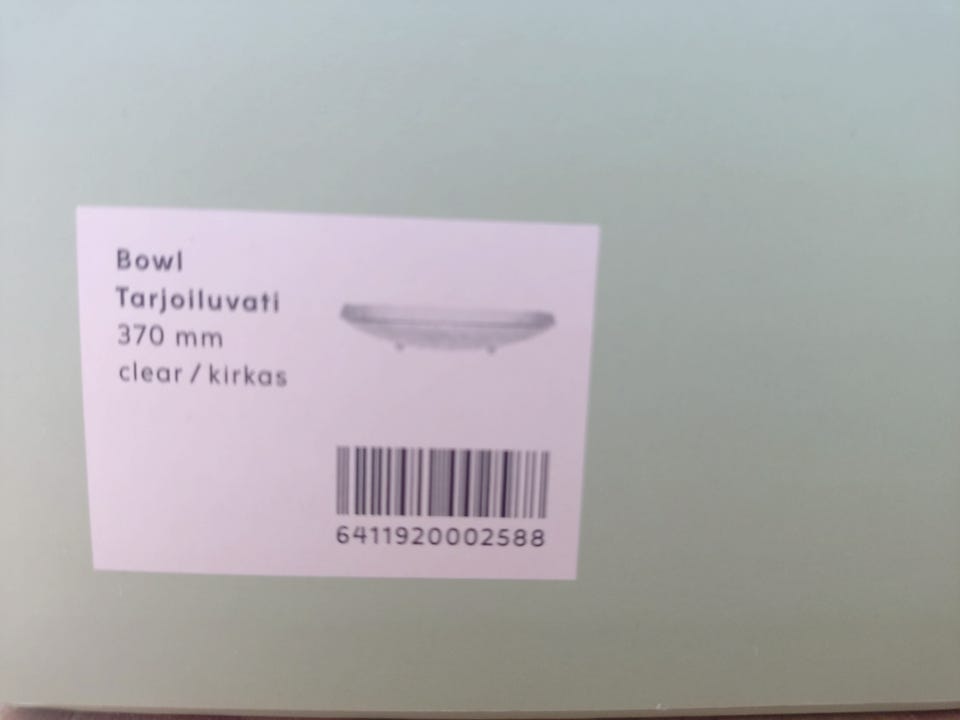 Bowl
Tarjoiluvati
370 mm
clear / kirkas
6411920002588